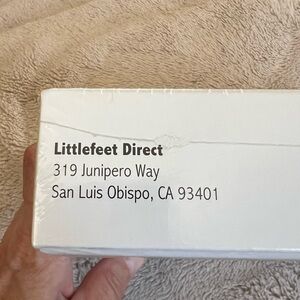 Littlefeet Direct
319 Junipero Way
San Luis Obispo, CA 93401